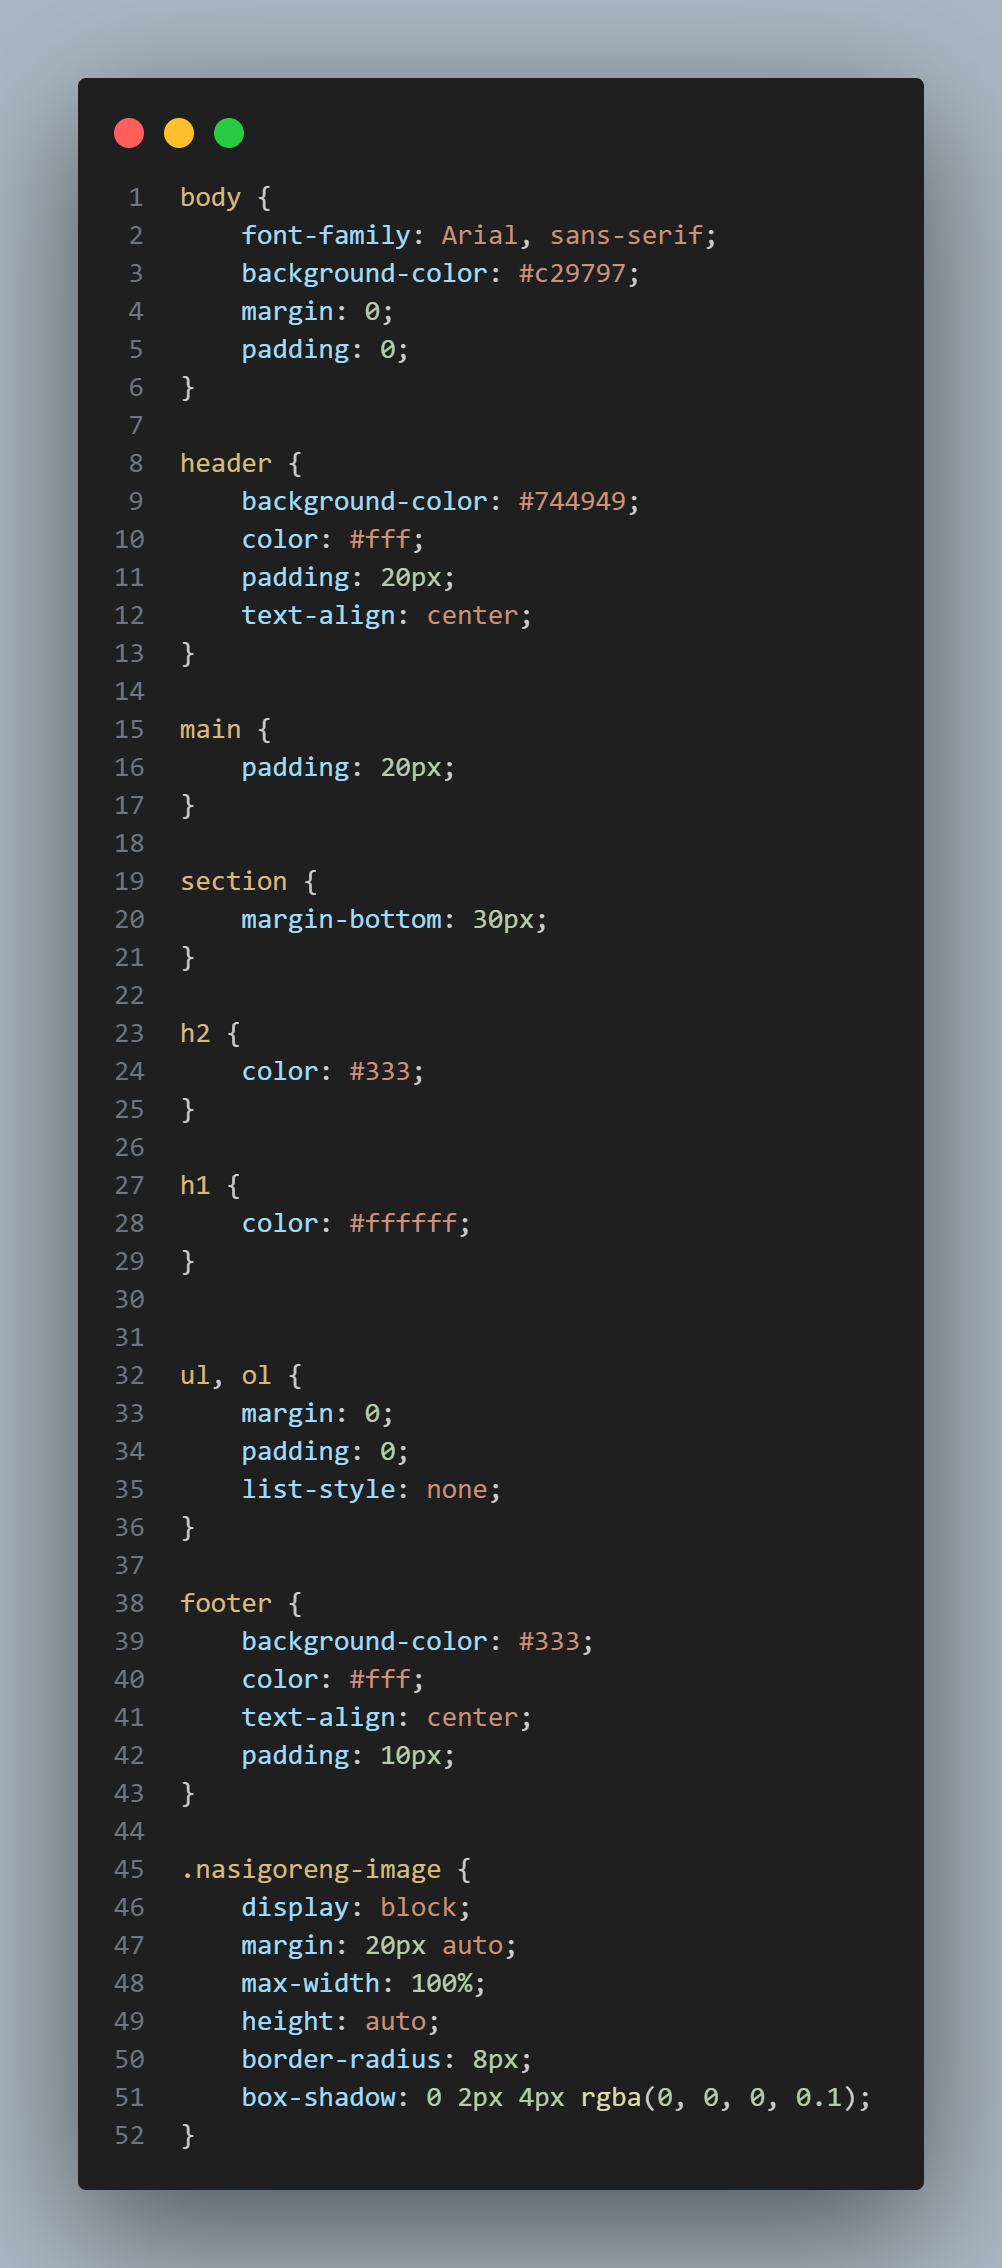 1 body {
2     font-family: Arial, sans-serif;
3     background-color: #c29797;
4     margin: 0;
5     padding: 0;
6 }
7
8 header {
9     background-color: #744949;
10     color: #fff;
11     padding: 20px;
12     text-align: center;
13 }
14
15 main {
16     padding: 20px;
17 }
18
19 section {
20     margin-bottom: 30px;
21 }
22
23 h2 {
24     color: #333;
25 }
26
27 h1 {
28     color: #ffffff;
29 }
30
31
32 ul, ol {
33     margin: 0;
34     padding: 0;
35     list-style: none;
36 }
37
38 footer {
39     background-color: #333;
40     color: #fff;
41     text-align: center;
42     padding: 10px;
43 }
44
45 .nasigoreng-image {
46     display: block;
47     margin: 20px auto;
48     max-width: 100%;
49     height: auto;
50     border-radius: 8px;
51     box-shadow: 0 2px 4px rgba(0, 0, 0, 0.1);
52 }